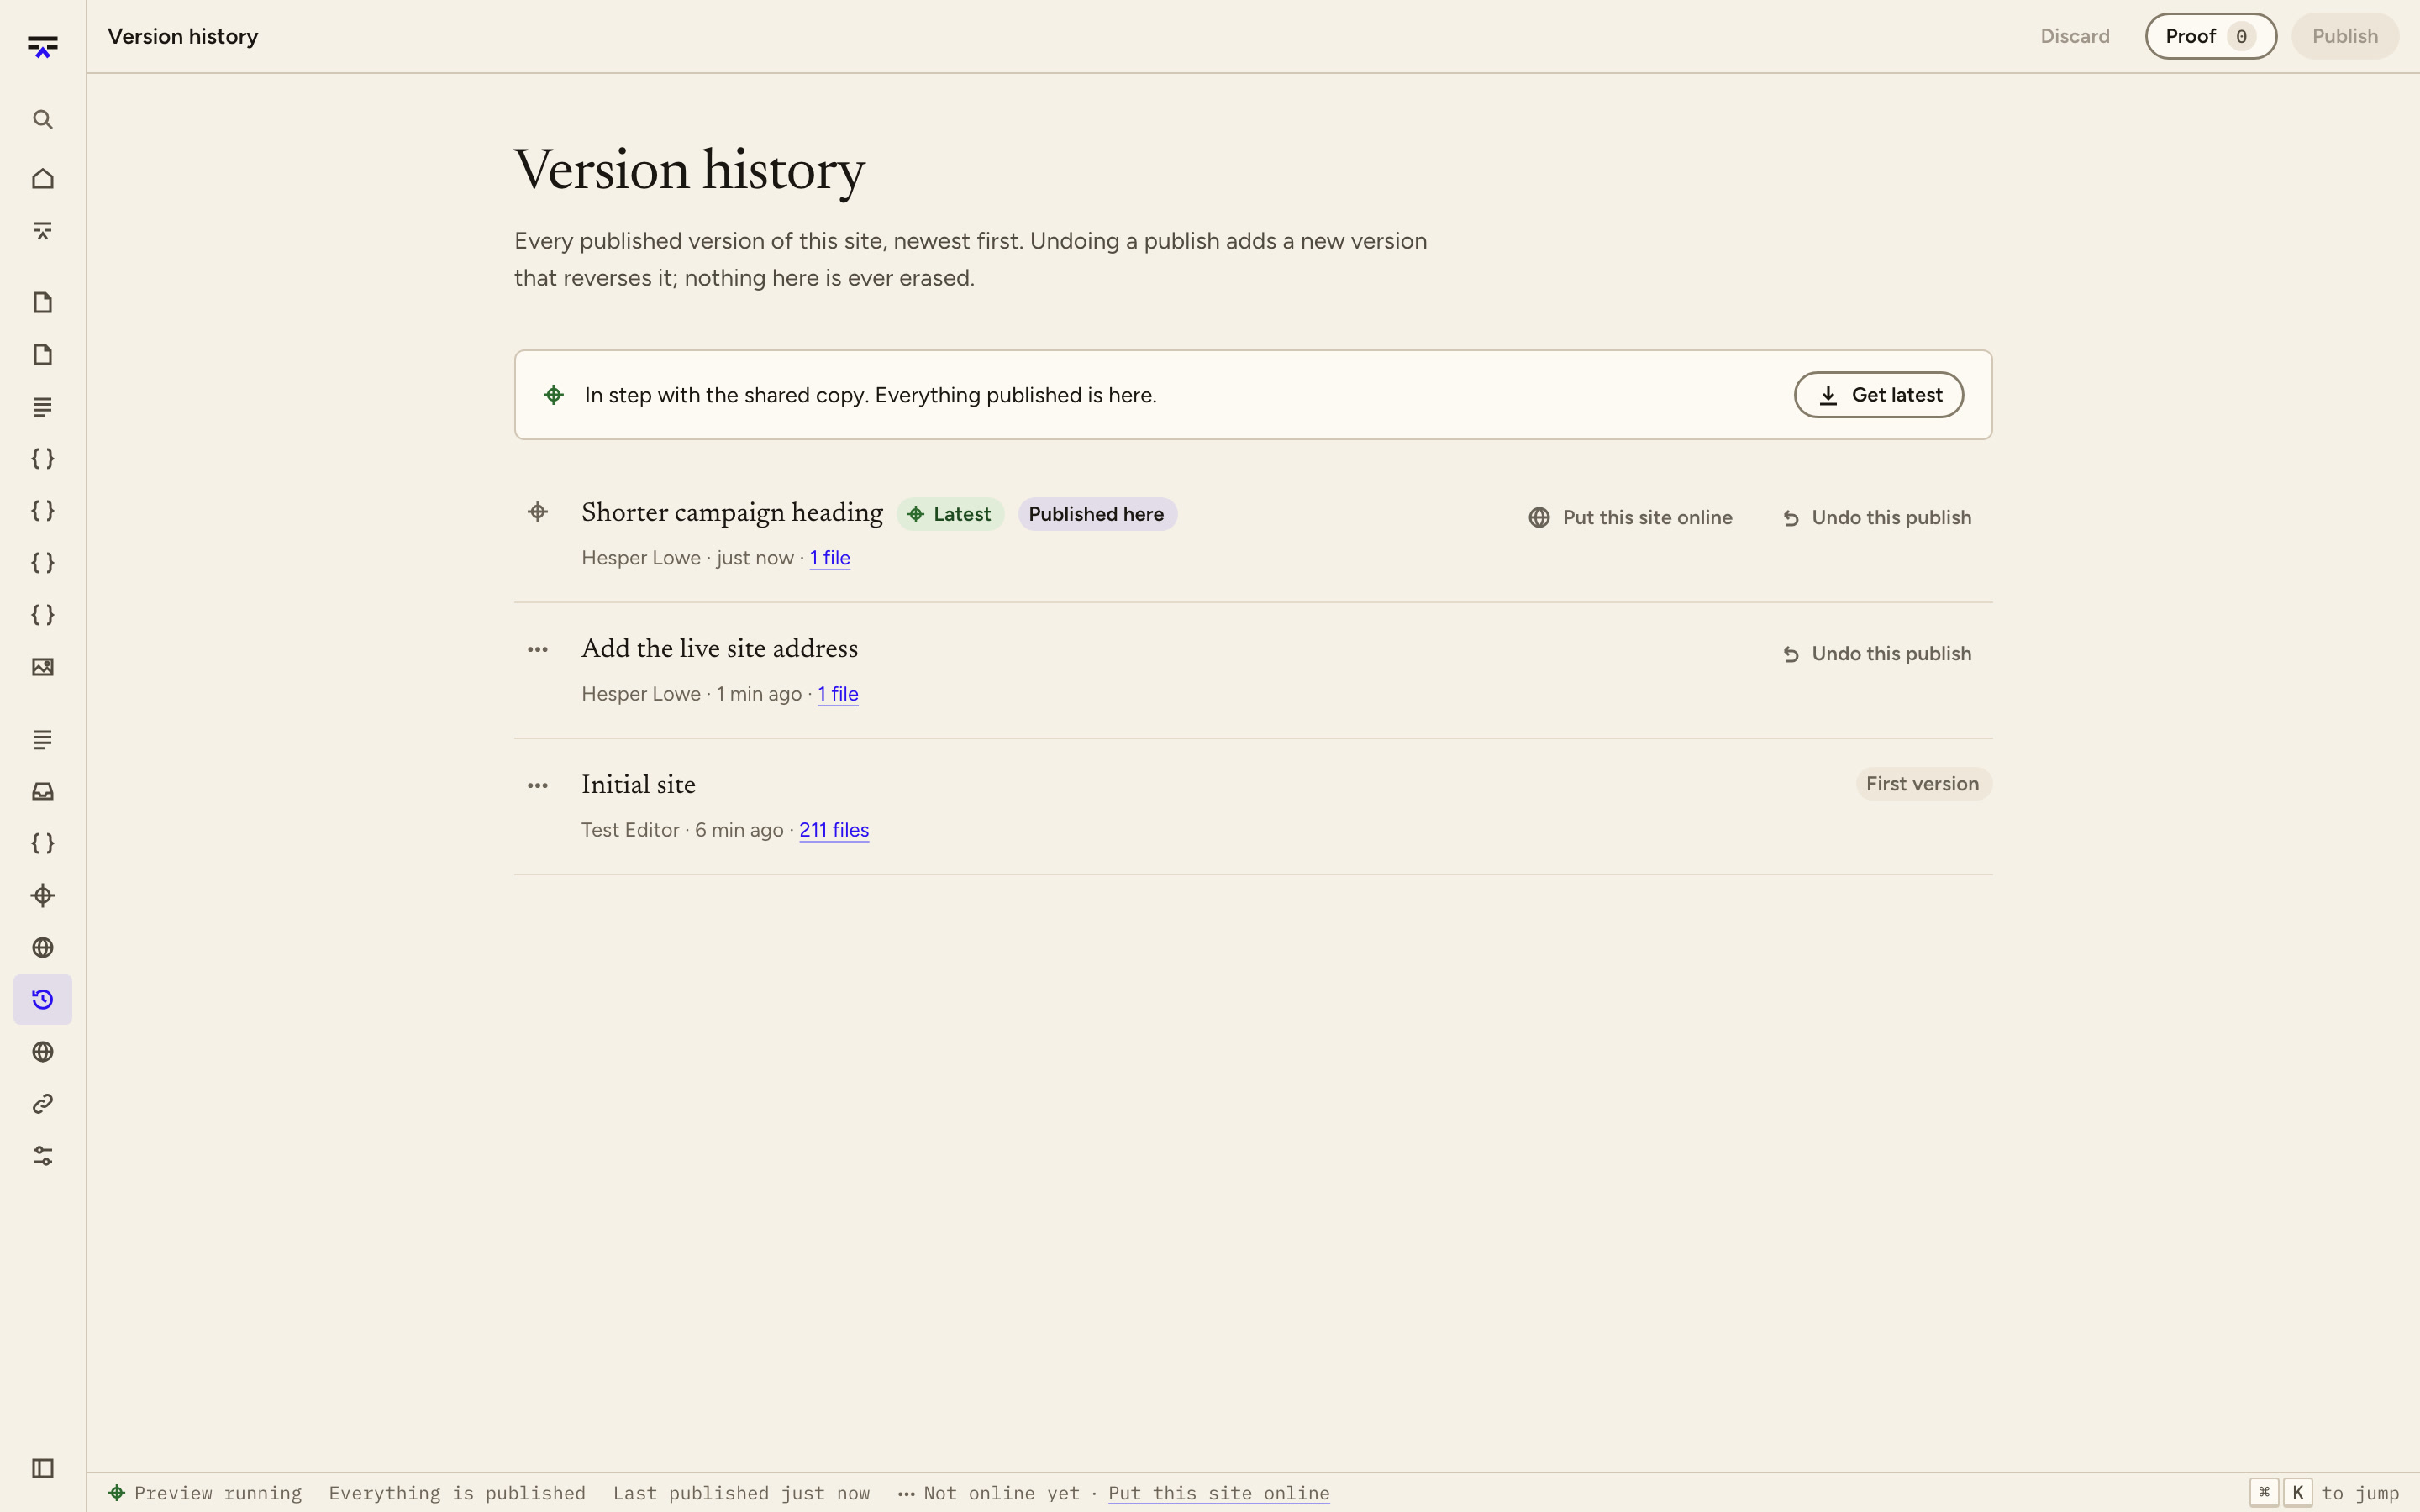 Version history
Discard
Proof 0
Publish
Version history
Every published version of this site, newest first. Undoing a publish adds a new version
that reverses it; nothing here is ever erased.
In step with the shared copy. Everything published is here.
Get latest
Shorter campaign heading
Latest
Published here
Put this site online
Undo this publish
Hesper Lowe · just now · 1 file
Add the live site address
Undo this publish
Hesper Lowe · 1 min ago · 1 file
Initial site
First version
Test Editor · 6 min ago · 211 files
Preview running
Everything is published
Last published just now
Not online yet · Put this site online
⌘ K to jump